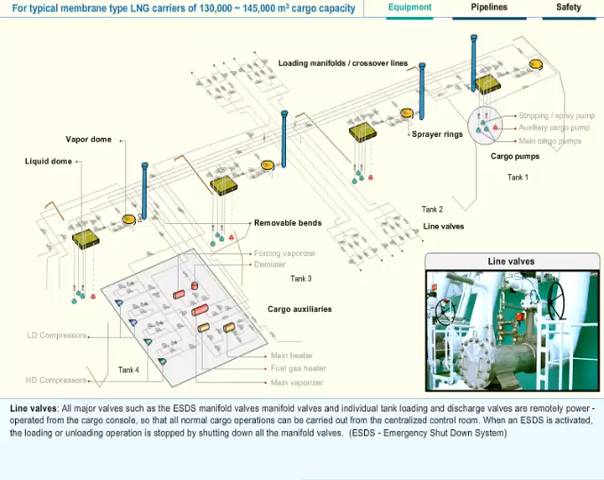 For typical membrane type LNG carriers of 130,000 ~ 145,000 m³ cargo capacity
Equipment
Pipelines
Safety
Loading manifolds / crossover lines
Stripping / spray pump
Auxiliary cargo pump
Main cargo pumps
Sprayer rings
Cargo pumps
Vapor dome
Liquid dome
Tank 1
Tank 2
Removable bends
Line valves
Forcing vaporizer
Demister
Tank 3
Line valves
Cargo auxiliaries
LD Compressors
Main heater
Tank 4
Fuel gas heater
HD Compressors
Main vaporizer
Line valves: All major valves such as the ESDS manifold valves manifold valves and individual tank loading and discharge valves are remotely power -
operated from the cargo console, so that all normal cargo operations can be carried out from the centralized control room. When an ESDS is activated,
the loading or unloading operation is stopped by shutting down all the manifold valves. (ESDS - Emergency Shut Down System)